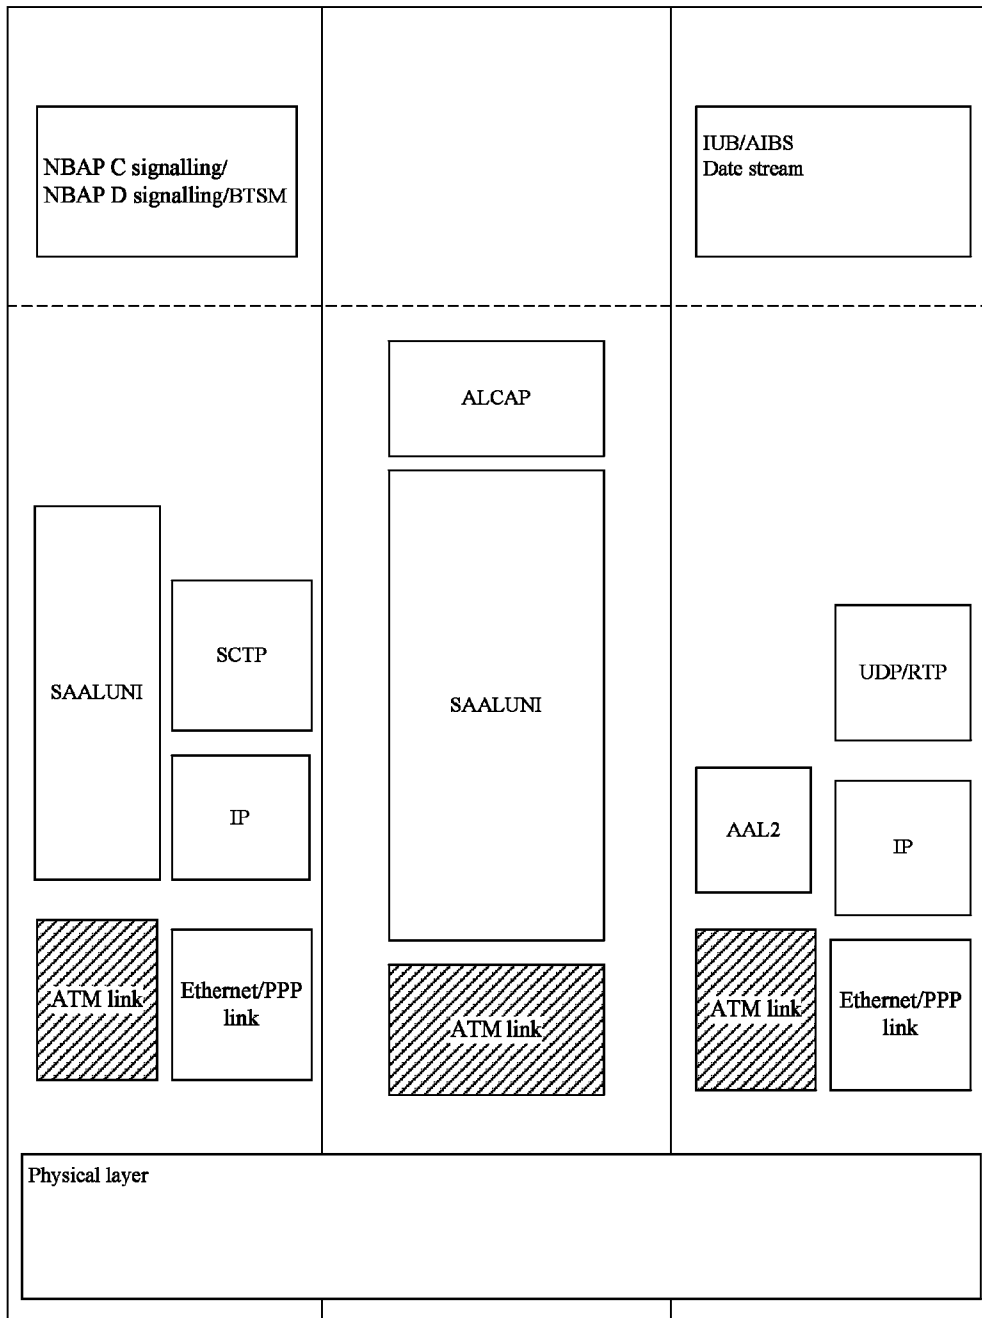 NBAP C signalling/
NBAP D signalling/BTSM
IUB/AIBS
Date stream
ALCAP
SAALUNI
SCTP
IP
SAALUNI
UDP/RTP
AAL2
IP
ATM link
Ethernet/PPP
link
ATM link
ATM link
Ethernet/PPP
link
Physical layer